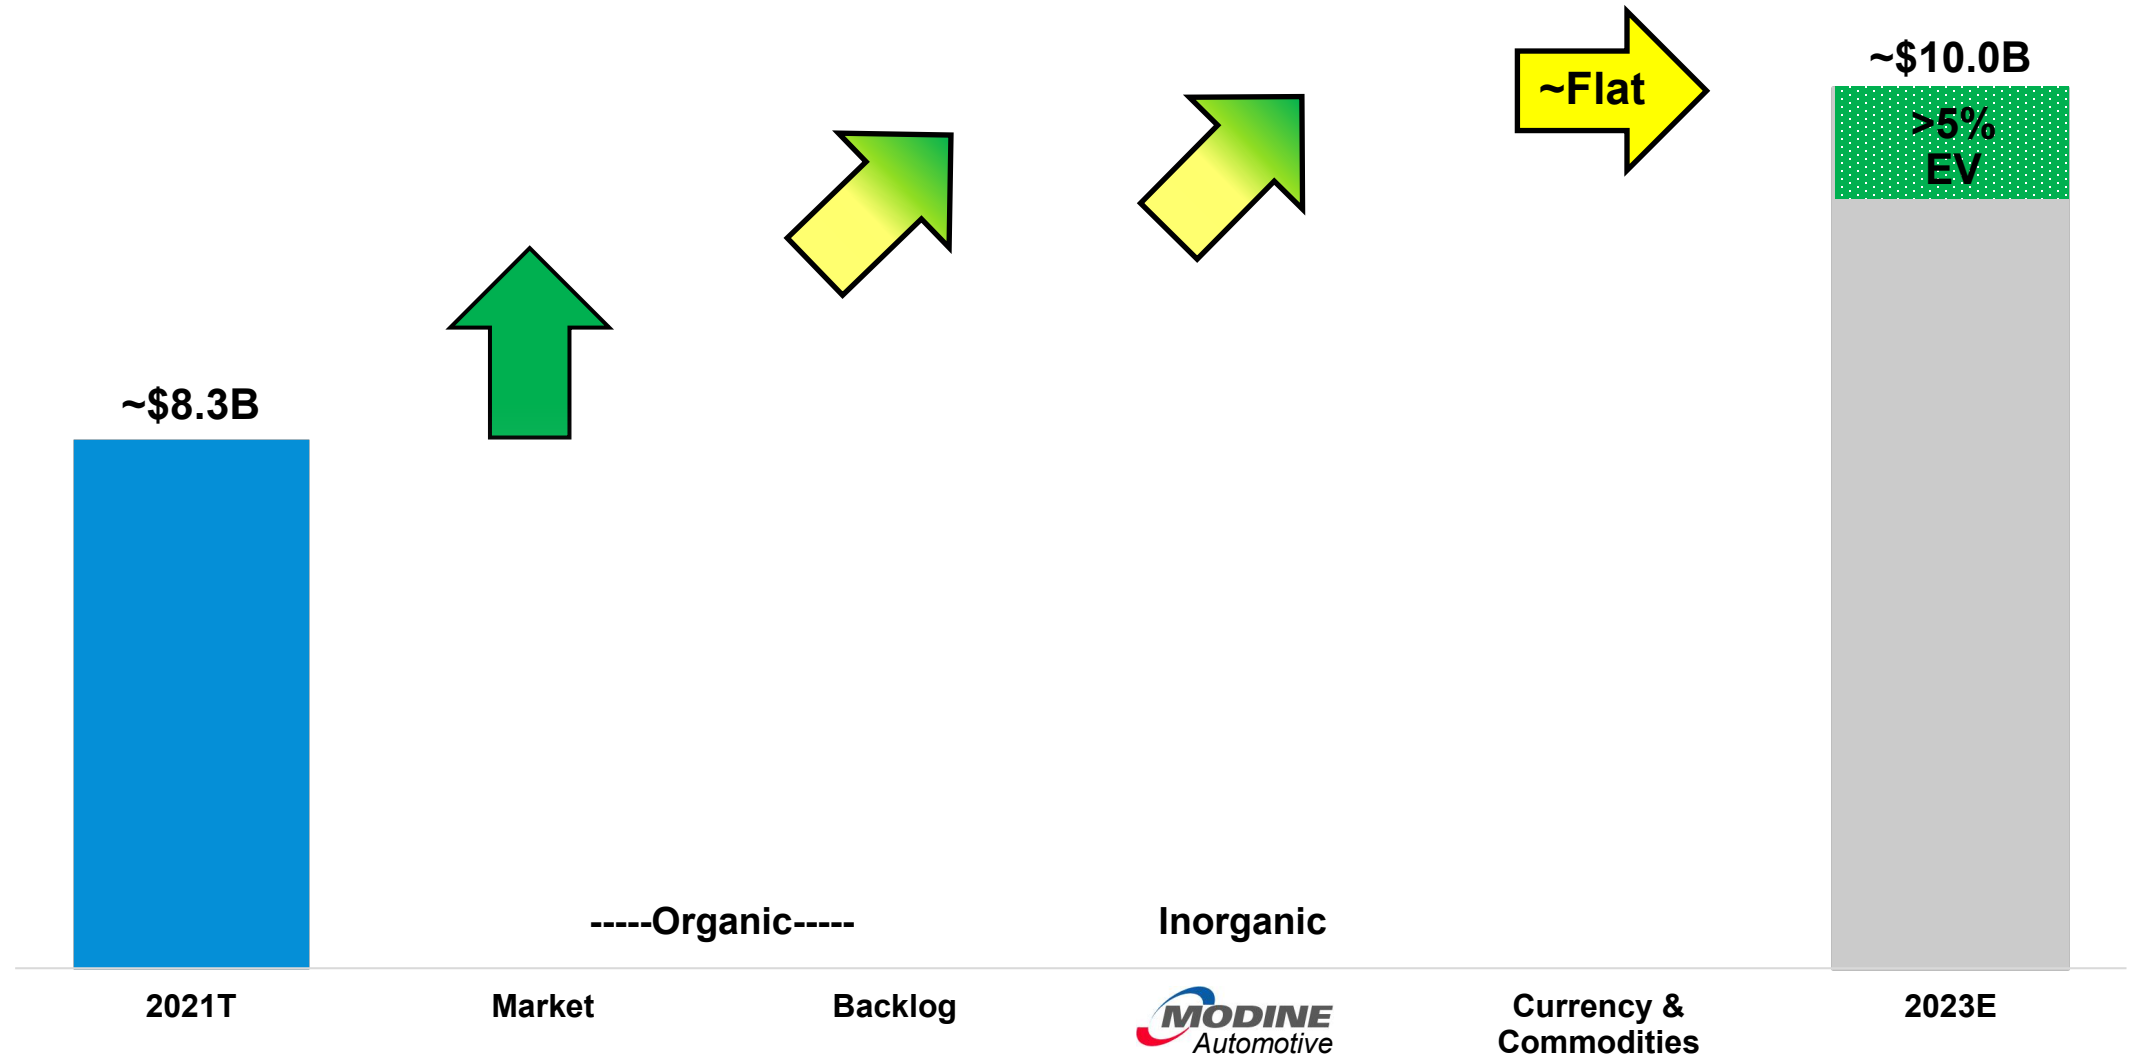 ~$8.3B
~Flat
~$10.0B
>5%
EV
-----Organic-----
Inorganic
2021T
Market
Backlog
MODINE
Automotive
Currency &
Commodities
2023E